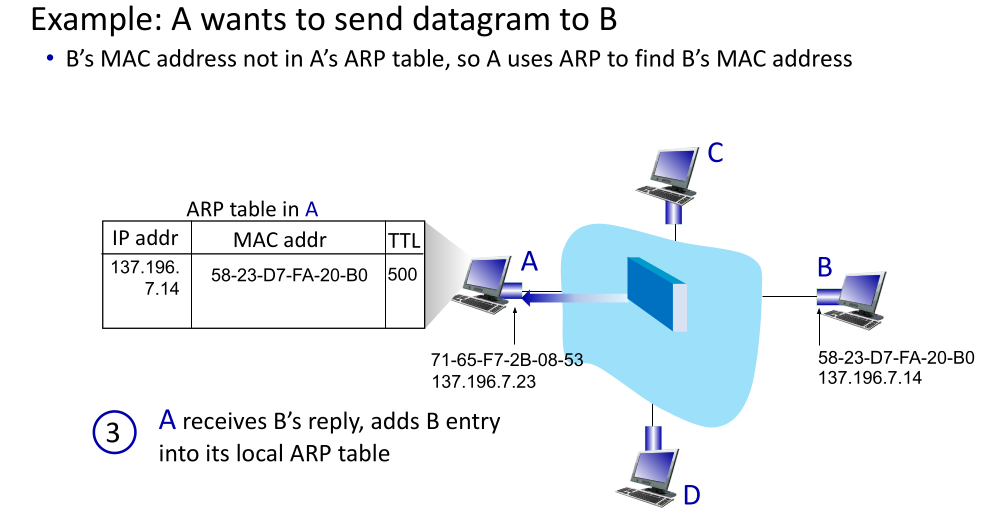 Example: A wants to send datagram to B
• B's MAC address not in A's ARP table, so A uses ARP to find B's MAC address
C
ARP table in A
IP addr MAC addr TTL
137.196.
7.14
58-23-D7-FA-20-B0 500
A
B
71-65-F7-2B-08-53
137.196.7.23
58-23-D7-FA-20-B0
137.196.7.14
3
A receives B's reply, adds B entry
into its local ARP table
D